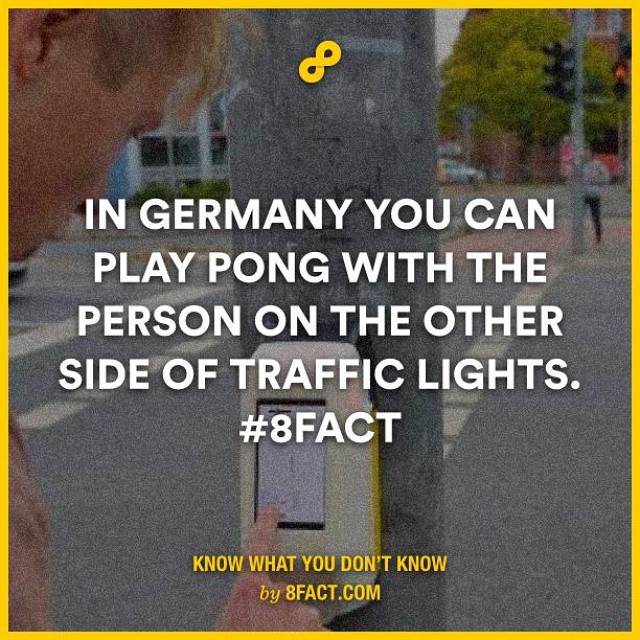 IN GERMANY YOU CAN
PLAY PONG WITH THE
PERSON ON THE OTHER
SIDE OF TRAFFIC LIGHTS.
#8FACT
KNOW WHAT YOU DON'T KNOW
by 8FACT.COM